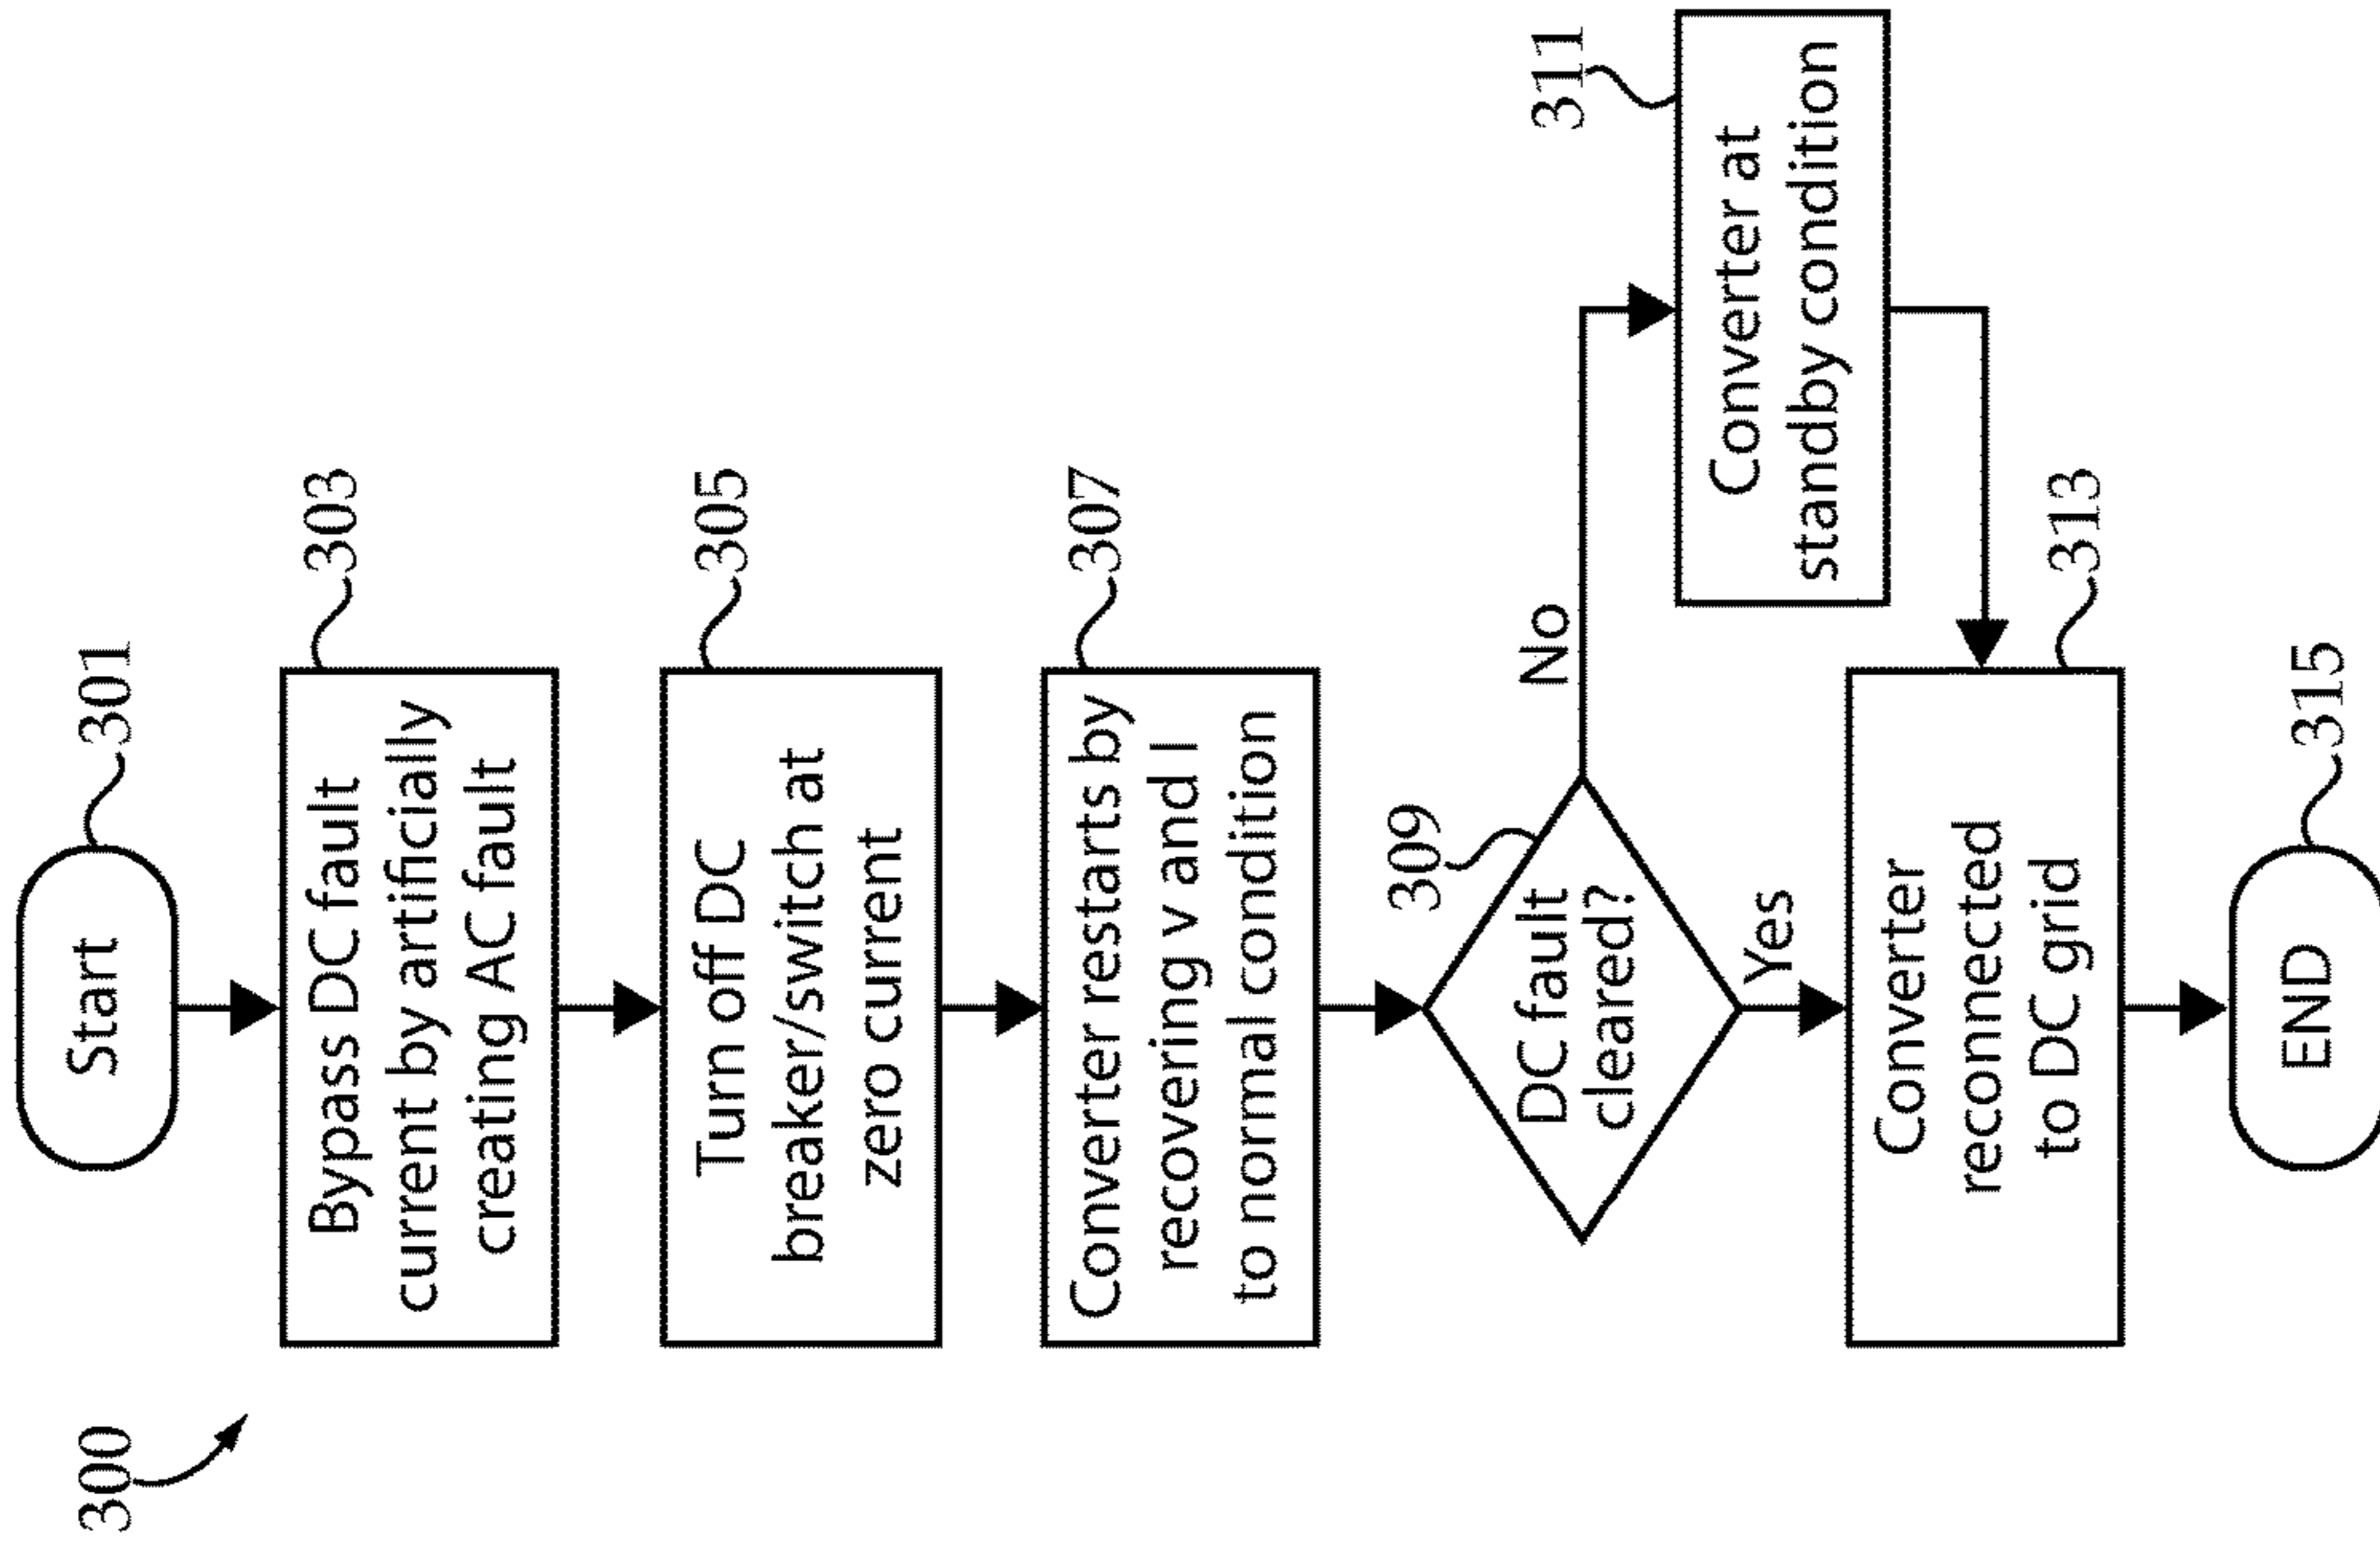 300
Start
301
Bypass DC fault
current by artificially
creating AC fault
303
Turn off DC
breaker/switch at
zero current
305
Converter restarts by
recovering v and I
to normal condition
307
DC fault
cleared?
309
No
Yes
Converter at
standby condition
311
Converter
reconnected
to DC grid
313
END
315